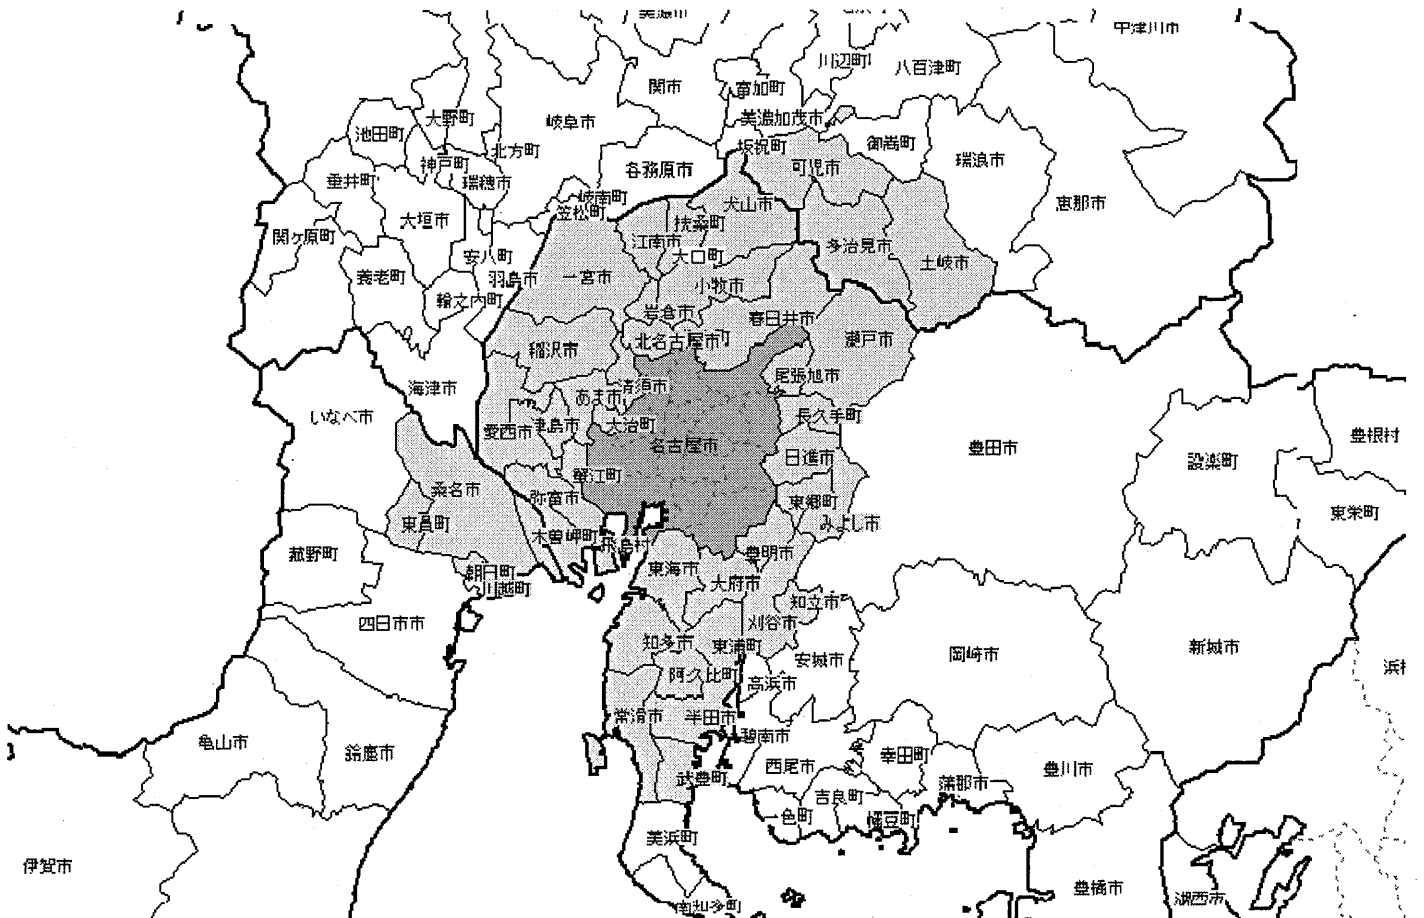 美濃市
中津川市
川辺町
八百津町
関市
富加町
大野町
美濃加茂市
岐阜市
池田町
御嵩町
坂祝町
北方町
神戸町
瑞浪市
可児市
各務原市
垂井町
瑞穂市
岐南町
恵那市
犬山市
笠松町
大垣市
扶桑町
関ヶ原町
江南市
多治見市
安八町
大口町
土岐市
養老町
羽島市
一宮市
小牧市
輪之内町
岩倉市
春日井市
北名古屋市
瀬戸市
稲沢市
尾張旭市
海津市
清須市
あま市
いなべ市
長久手町
愛西市
津島市
大治町
豊根村
名古屋市
豊田市
日進市
設楽町
蟹江町
桑名市
弥富市
東郷町
東栄町
東員町
みよし市
木曽岬町
飛島村
菰野町
豊明市
東海市
朝日町
大府市
川越町
知立市
四日市市
刈谷市
知多市
東浦町
新城市
岡崎市
安城市
浜松
阿久比町
高浜市
常滑市
半田市
碧南市
亀山市
鈴鹿市
幸田町
西尾市
豊川市
武豊町
蒲郡市
吉良町
一色町
幡豆町
美浜町
伊賀市
豊橋市
湖西市
南知多町